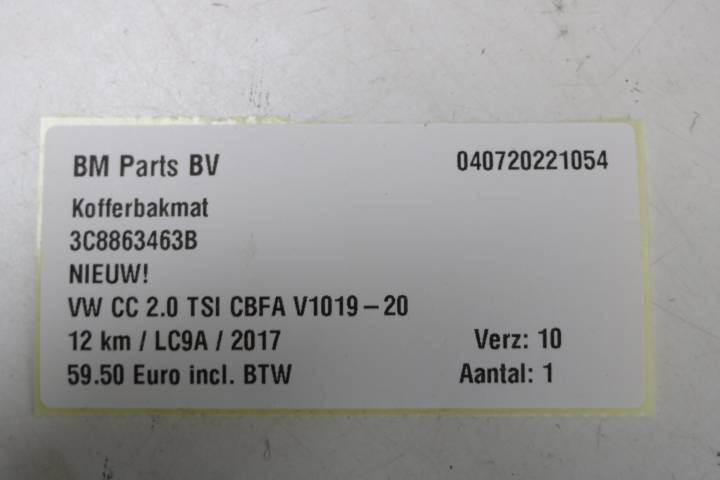 BM Parts BV 040720221054
Kofferbakmat
3C8863463B
NIEUW!
VW CC 2.0 TSI CBFA V1019-20
12 km / LC9A / 2017 Verz: 10
59.50 Euro incl. BTW Aantal: 1